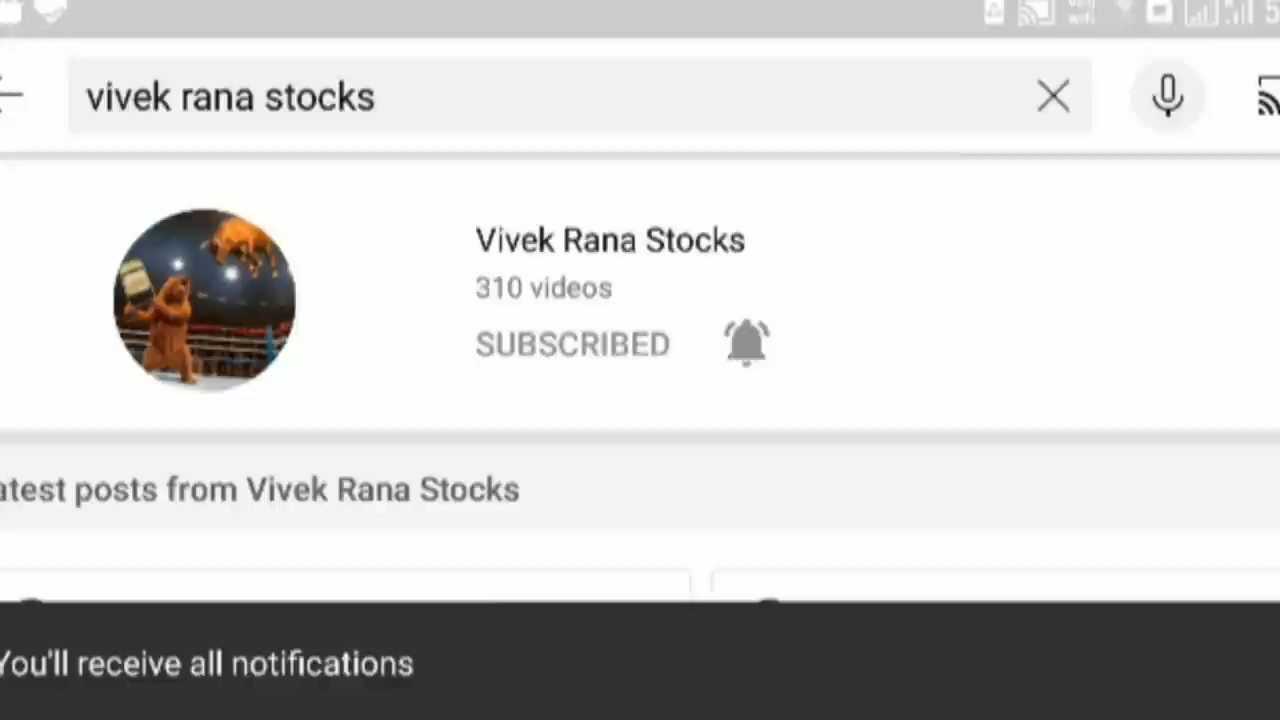 vivek rana stocks
Vivek Rana Stocks
310 videos
SUBSCRIBED
atest posts from Vivek Rana Stocks
You'll receive all notifications